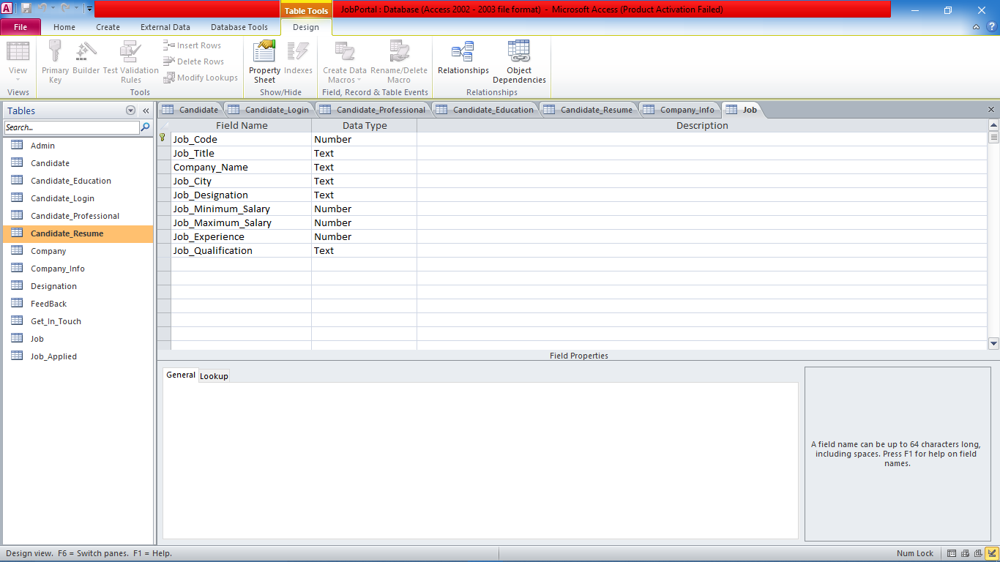 Table Tools
JobPortal : Database (Access 2002 - 2003 file format)  -  Microsoft Access (Product Activation Failed)
File Home Create External Data Database Tools Design
View
Primary Key
Builder
Test Validation Rules
Insert Rows
Delete Rows
Modify Lookups
Property Sheet
Indexes
Create Data Macros
Rename/Delete Macro
Relationships
Object Dependencies
Views Tools Show/Hide Field, Record & Table Events Relationships
Tables
Search...
Admin
Candidate
Candidate_Education
Candidate_Login
Candidate_Professional
Candidate_Resume
Company
Company_Info
Designation
FeedBack
Get_In_Touch
Job
Job_Applied
Candidate Candidate_Login Candidate_Professional Candidate_Education Candidate_Resume Company_Info Job
Field Name Data Type Description
Job_Code Number
Job_Title Text
Company_Name Text
Job_City Text
Job_Designation Text
Job_Minimum_Salary Number
Job_Maximum_Salary Number
Job_Experience Number
Job_Qualification Text
Field Properties
General Lookup
A field name can be up to 64 characters long,
including spaces. Press F1 for help on field
names.
Design view.  F6 = Switch panes.  F1 = Help.
Num Lock